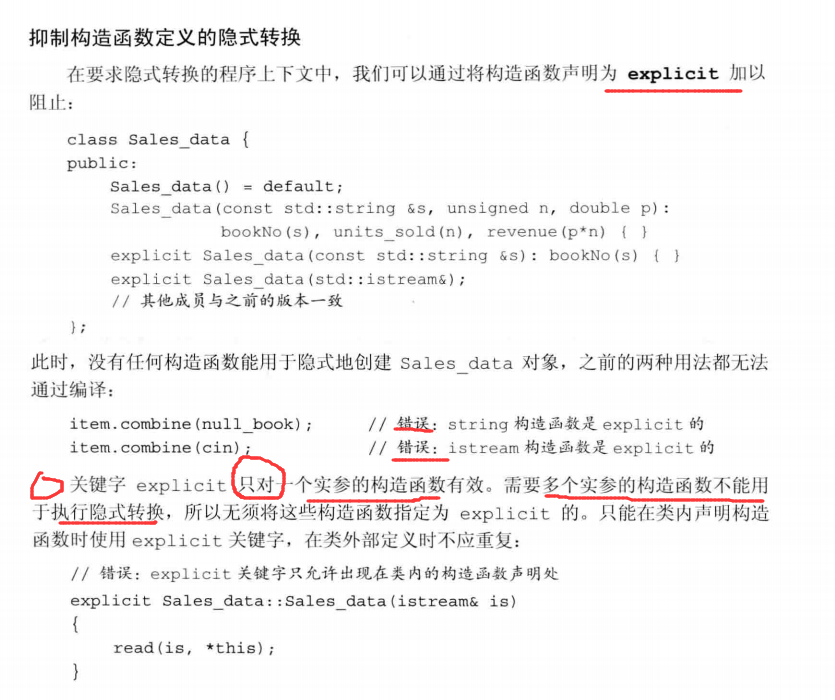 抑制构造函数定义的隐式转换
在要求隐式转换的程序上下文中，我们可以通过将构造函数声明为 explicit 加以
阻止：
class Sales_data {
public:
Sales_data() = default;
Sales_data(const std::string &s, unsigned n, double p):
bookNo(s), units_sold(n), revenue(p*n) { }
explicit Sales_data(const std::string &s): bookNo(s) { }
explicit Sales_data(std::istream&);
// 其他成员与之前的版本一致
};
此时，没有任何构造函数能用于隐式地创建 Sales_data 对象，之前的两种用法都无法
通过编译：
item.combine(null_book); // 错误：string 构造函数是 explicit 的
item.combine(cin); // 错误：istream 构造函数是 explicit 的
关键字 explicit 只对一个实参的构造函数有效。需要多个实参的构造函数不能用
于执行隐式转换，所以无须将这些构造函数指定为 explicit 的。只能在类内声明构造
函数时使用 explicit 关键字，在类外部定义时不应重复：
// 错误：explicit 关键字只允许出现在类内的构造函数声明处
explicit Sales_data::Sales_data(istream& is)
{
read(is, *this);
}